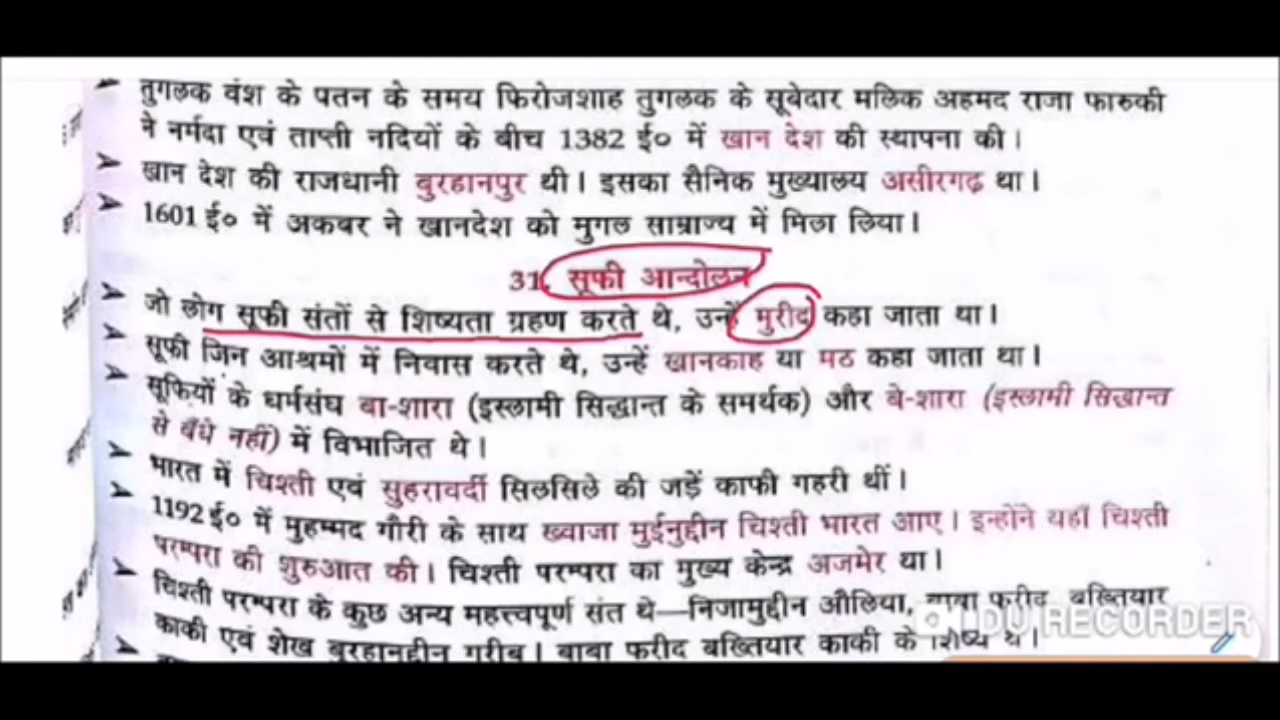 तुगलक वंश के पतन के समय फिरोजशाह तुगलक के सूबेदार मलिक अहमद राजा फारुकी
ने नर्मदा एवं ताप्ती नदियों के बीच 1382 ई० में खान देश की स्थापना की।
खान देश की राजधानी बुरहानपुर थी। इसका सैनिक मुख्यालय असीरगढ़ था।
1601 ई० में अकबर ने खानदेश को मुगल साम्राज्य में मिला लिया।
31. सूफी आन्दोलन
जो लोग सूफी संतों से शिष्यता ग्रहण करते थे, उन्हें मुरीद कहा जाता था।
सूफी जिन आश्रमों में निवास करते थे, उन्हें खानकाह या मठ कहा जाता था।
सूफियों के धर्मसंघ बा-शारा (इस्लामी सिद्धान्त के समर्थक) और बे-शारा (इस्लामी सिद्धान्त
से बँधे नहीं) में विभाजित थे।
भारत में चिश्ती एवं सुहरावर्दी सिलसिले की जड़ें काफी गहरी थीं।
1192 ई० में मुहम्मद गौरी के साथ ख्वाजा मुईनुद्दीन चिश्ती भारत आए। इन्होंने यहाँ चिश्ती
परम्परा की शुरुआत की। चिश्ती परम्परा का मुख्य केन्द्र अजमेर था।
चिश्ती परम्परा के कुछ अन्य महत्त्वपूर्ण संत थे—निजामुद्दीन औलिया, बाबा फरीद, बख्तियार
काकी एवं शेख बुरहानुद्दीन गरीब। बाबा फरीद बख्तियार काकी के शिष्य थे।
DU RECORDER